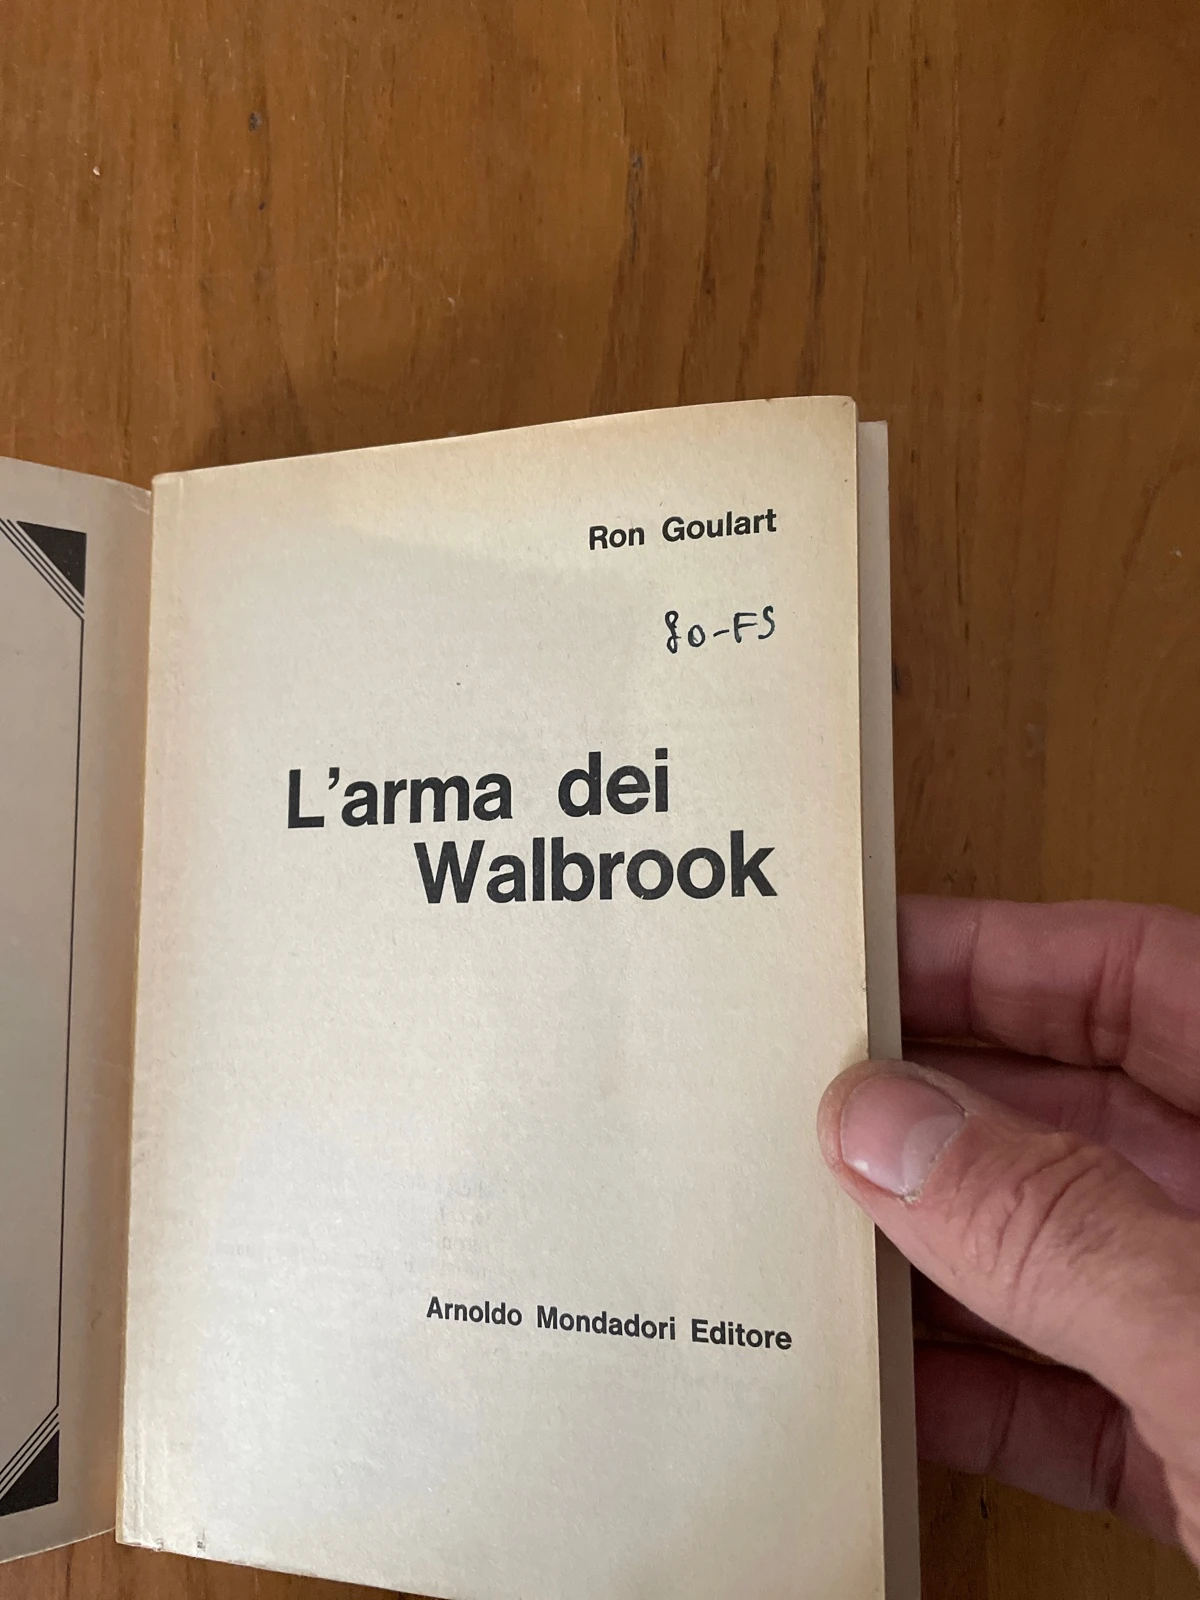 Ron Goulart
80-FS
L'arma dei
Walbrook
Arnoldo Mondadori Editore